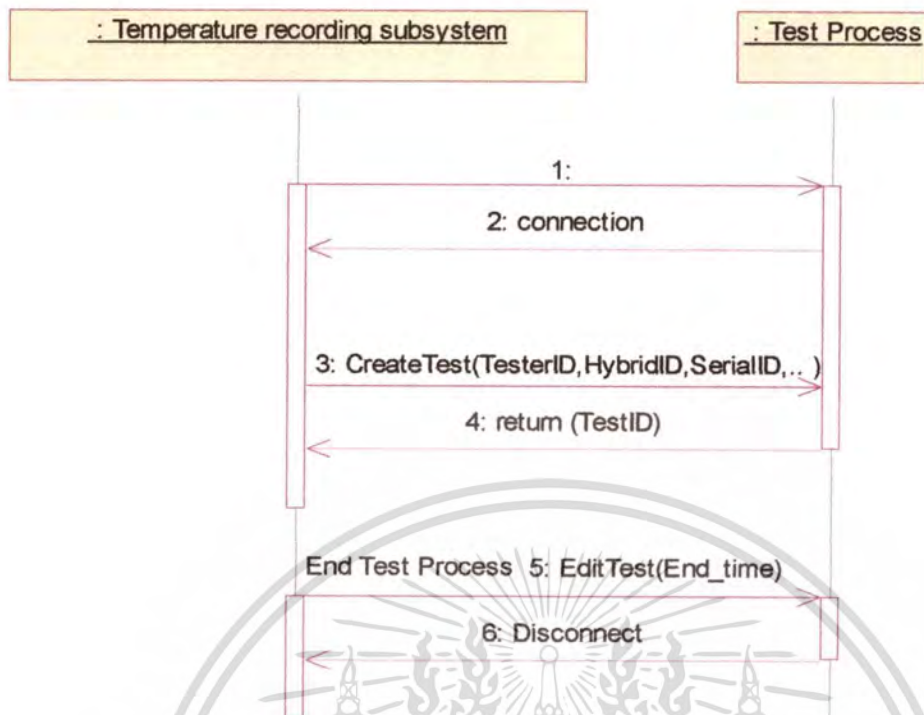 : Temperature recording subsystem
: Test Process
1:
2: connection
3: CreateTest(TesterID,HybridID,SerialID,.. )
4: return (TestID)
End Test Process 5: EditTest(End_time)
6: Disconnect